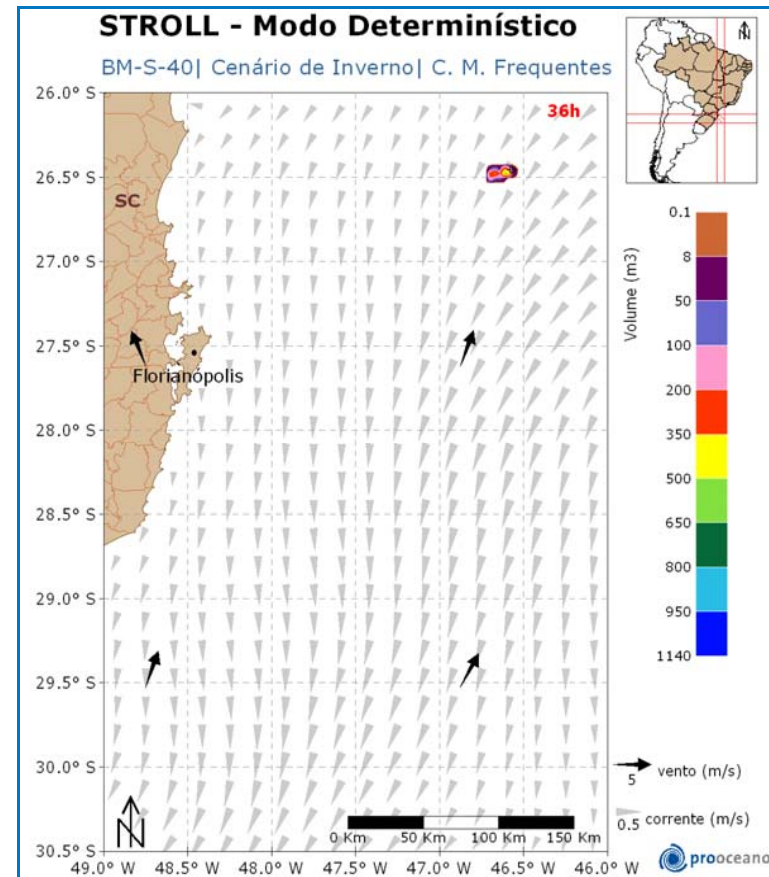 STROLL - Modo Determinístico
BM-S-40| Cenário de Inverno| C. M. Frequentes
N
26.0° S
36h
26.5° S
SC
27.0° S
27.5° S
Florianópolis
28.0° S
28.5° S
29.0° S
29.5° S
30.0° S
30.5° S
49.0° W
48.5° W
48.0° W
47.5° W
47.0° W
46.5° W
46.0° W
N
0 Km
50 Km
100 Km
150 Km
Volume (m3)
0.1
8
50
100
200
350
500
650
800
950
1140
5 vento (m/s)
0.5 corrente (m/s)
prooceano